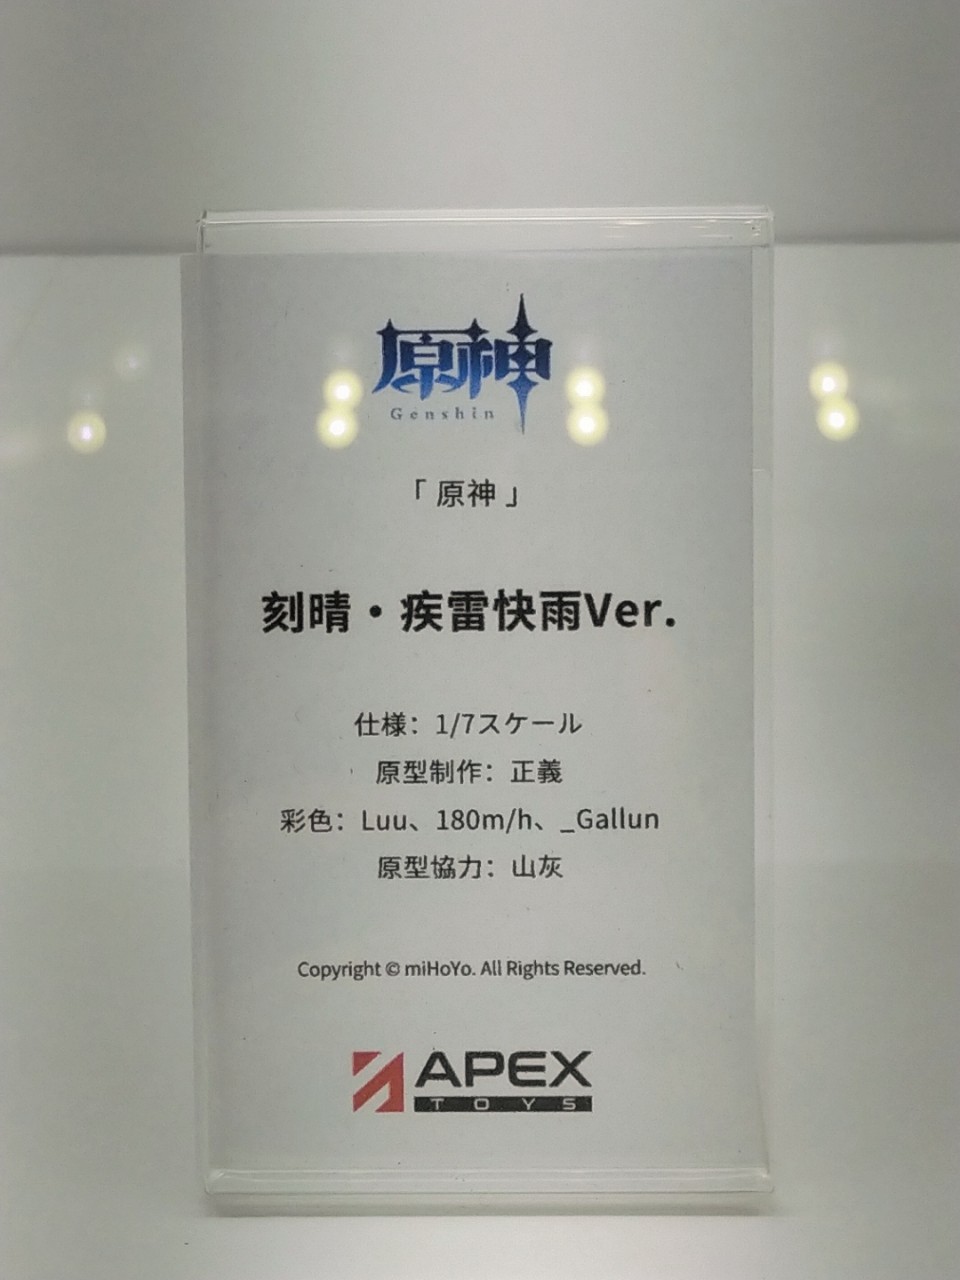 原神
Genshin
「 原神 」
刻晴・疾雷快雨Ver.
仕様：1/7スケール
原型制作：正義
彩色：Luu、180m/h、_Gallun
原型協力：山灰
Copyright © miHoYo. All Rights Reserved.
APEX
TOYS